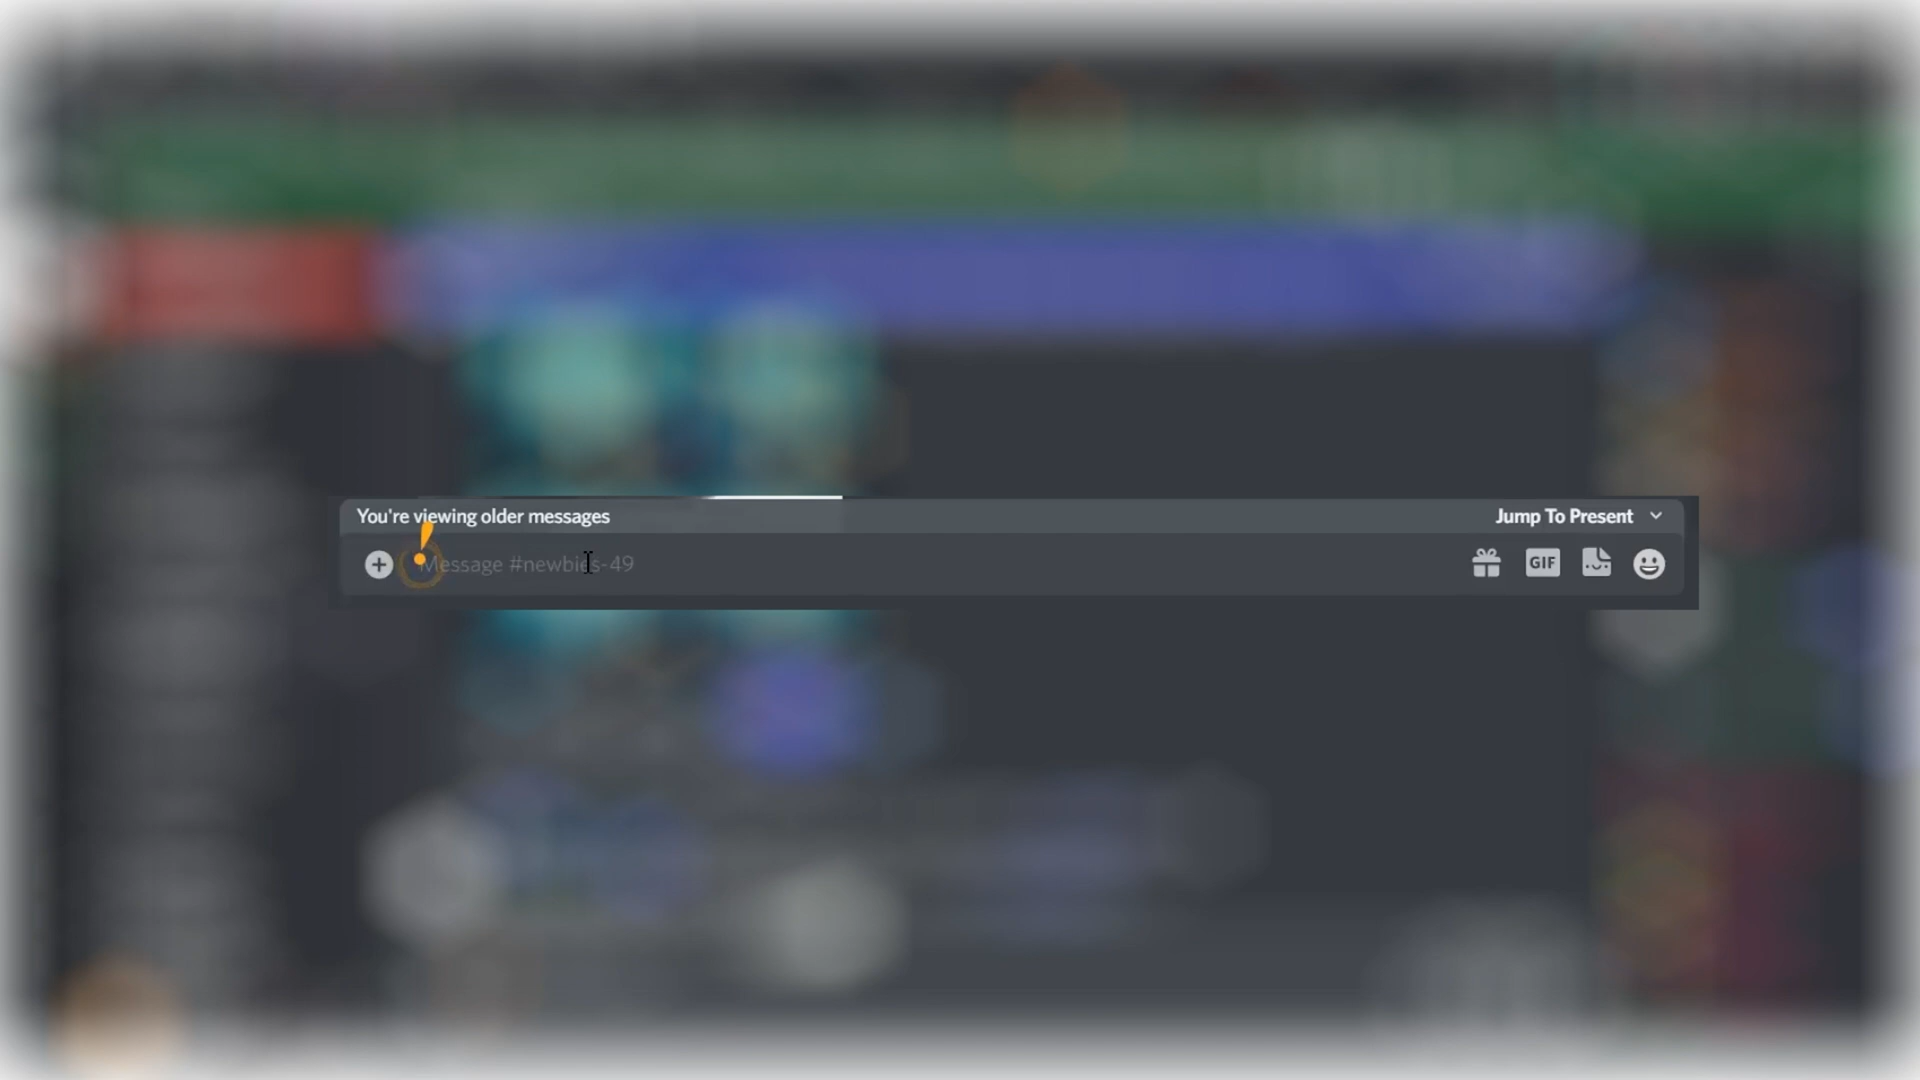 You're viewing older messages
Jump To Present
Message #newbies-49
GIF